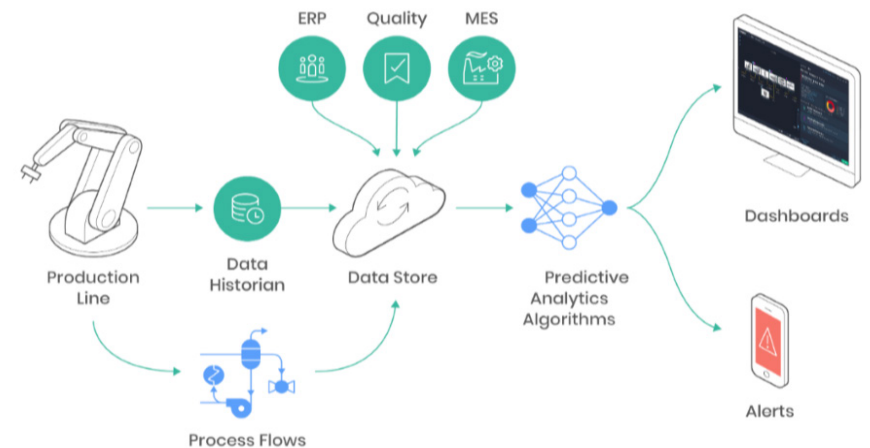 ERP
Quality
MES
Production
Line
Data
Historian
Data Store
Predictive
Analytics
Algorithms
Dashboards
Alerts
Process Flows